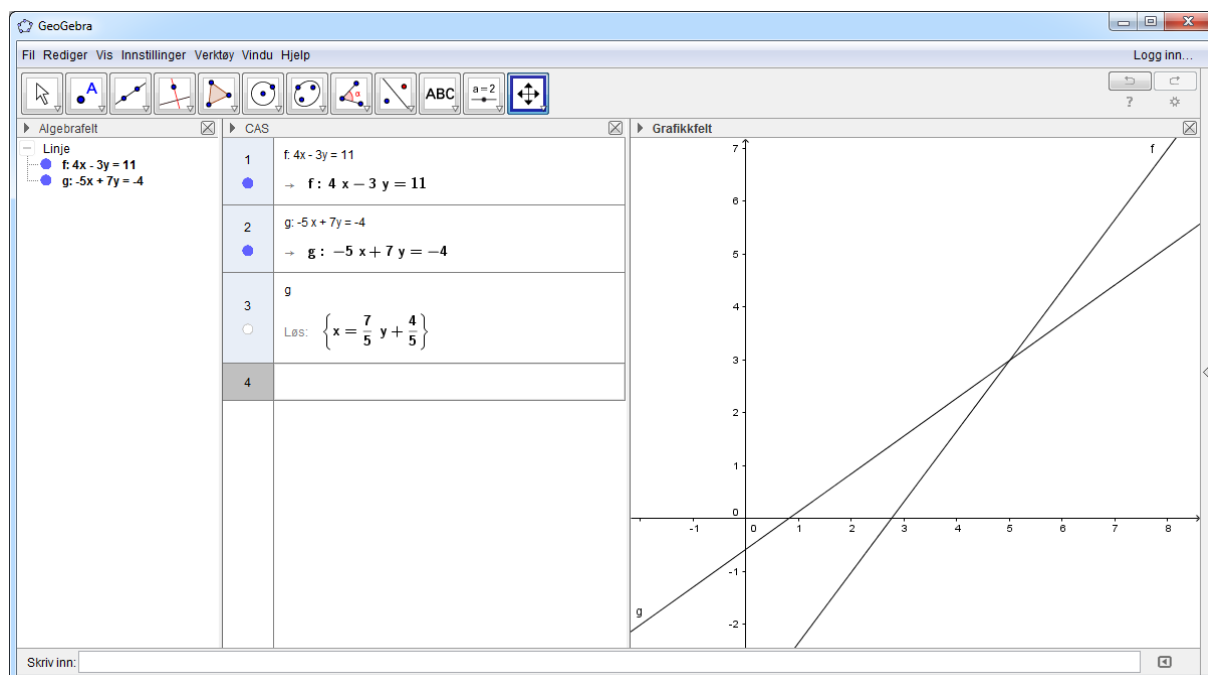 GeoGebra
Fil Rediger Vis Innstillinger Verktøy Vindu Hjelp Logg inn...
A α ABC a = 2 ?
Algebrafelt
Linje
f: 4x - 3y = 11
g: -5x + 7y = -4
CAS
1
f: 4x - 3y = 11
→ f: 4 x − 3 y = 11
2
g: -5 x + 7 y = -4
→ g: −5 x + 7 y = −4
3
g
Løs: {x = 7/5 y + 4/5}
4
Grafikkfelt
f
g
7
6
5
4
3
2
1
0
-1
-2
-1 0 1 2 3 4 5 6 7 8
Skriv inn: